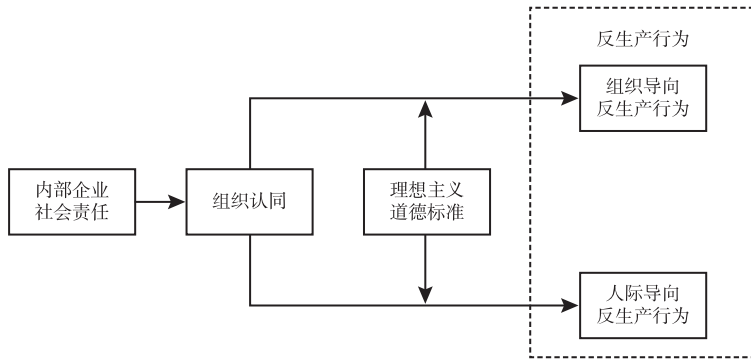 反生产行为
组织导向
反生产行为
内部企业
社会责任
组织认同
理想主义
道德标准
人际导向
反生产行为